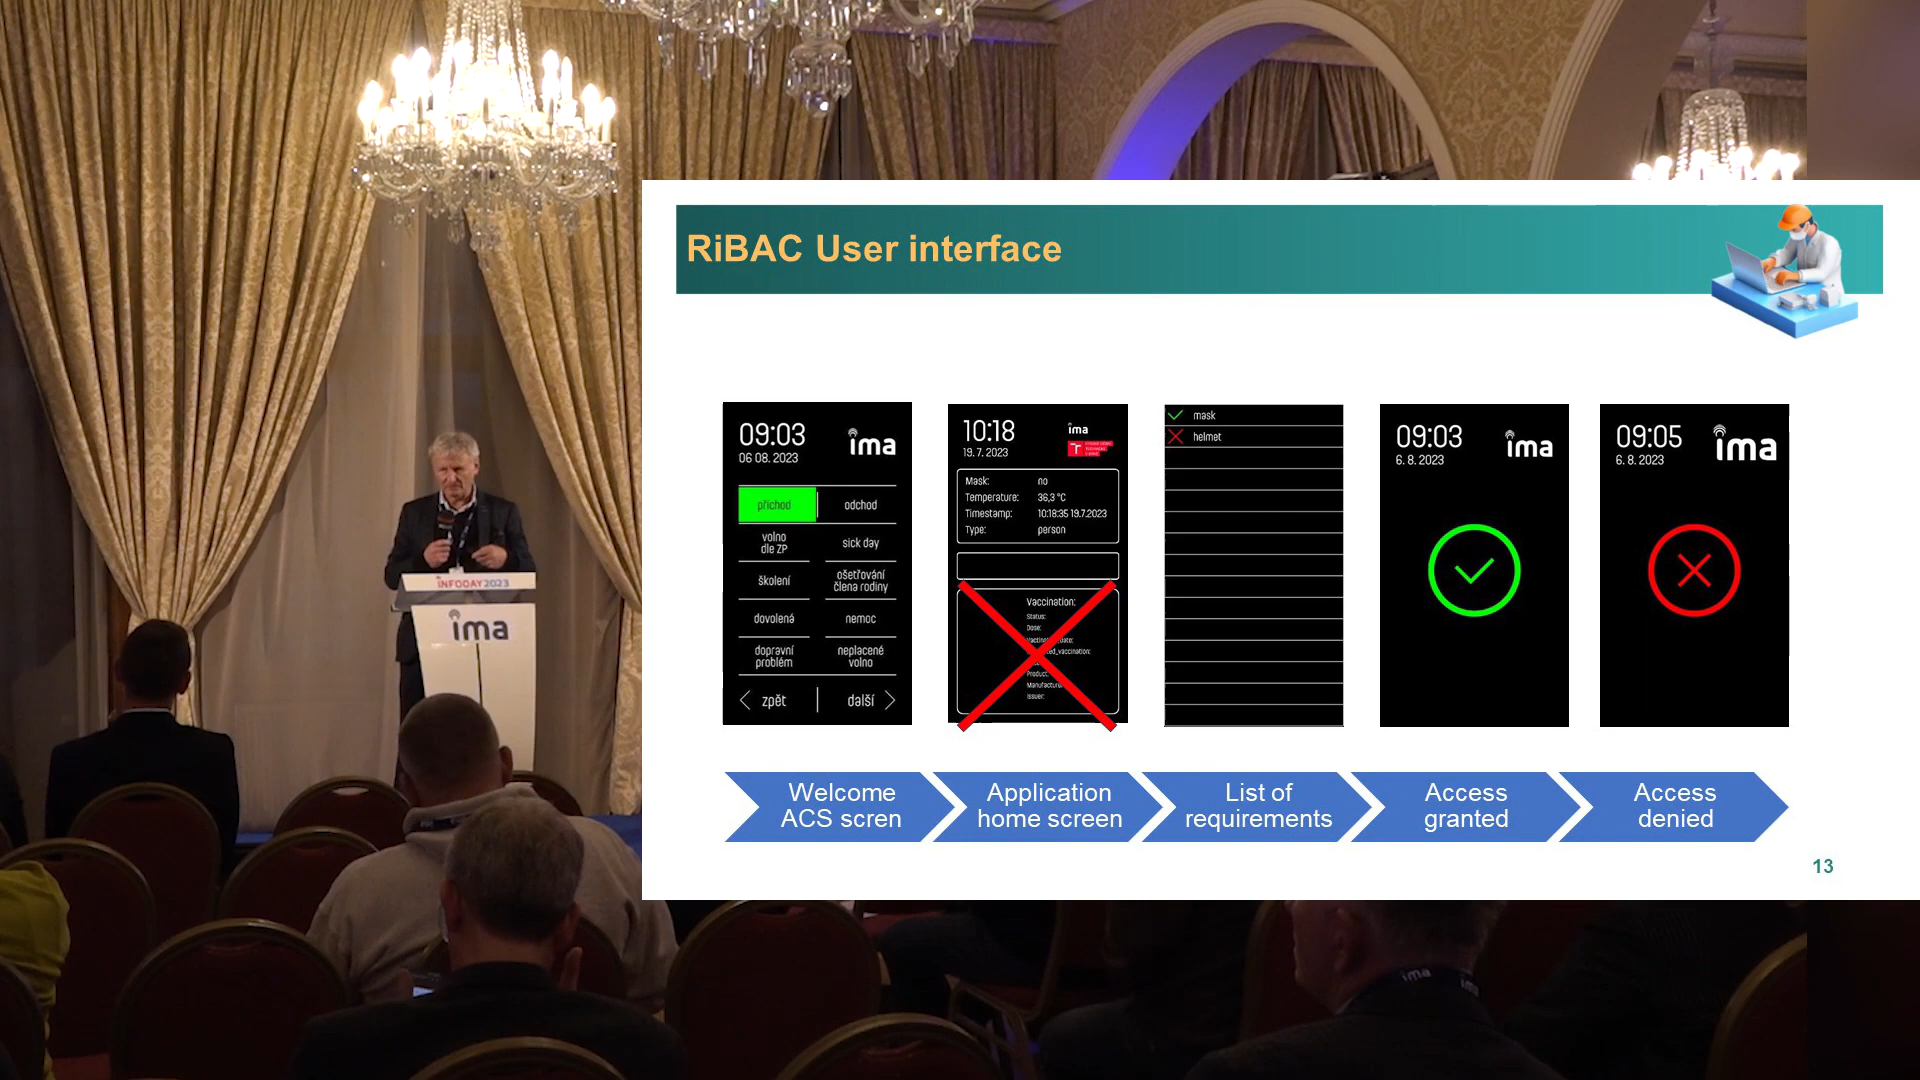 RiBAC User interface
09:03
06 08. 2023
ima
příchod
odchod
volno
dle ZP
sick day
školení
ošetřování
člena rodiny
dovolená
nemoc
dopravní
problém
neplacené
volno
zpět
další
10:18
19. 7. 2023
ima
Mask: no
Temperature: 36,3 °C
Timestamp: 10:18:35 19.7.2023
Type: person
Vaccination:
Status:
Dose:
Product:
Manufacturer
Issuer:
mask
helmet
09:03
6. 8. 2023
ima
09:05
6. 8. 2023
ima
Welcome
ACS scren
Application
home screen
List of
requirements
Access
granted
Access
denied
13
INFODAY2023
ima
ima
ima